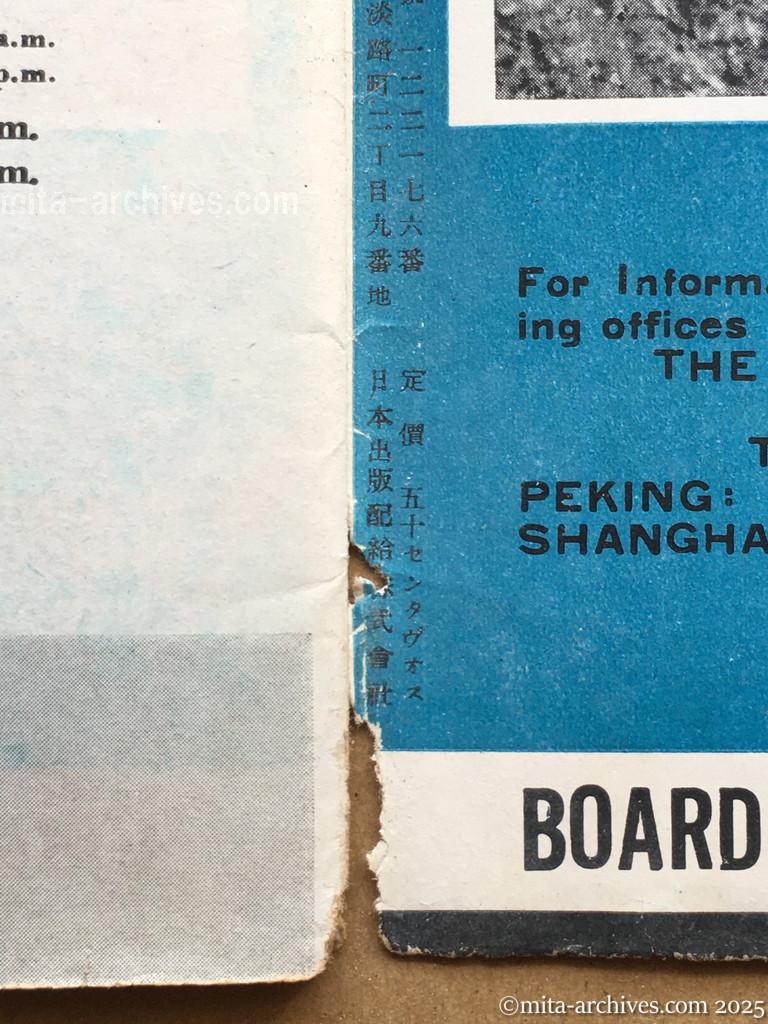 a.m.
p.m.
m.
m.
mita-archives.com
一二三一七六番
定價 五十センタヴォス
淡路町二丁目九番地
日本出版配給株式會社
For Informa
ing offices
THE
T
PEKING:
SHANGHA
BOARD
©mita-archives.com 2025